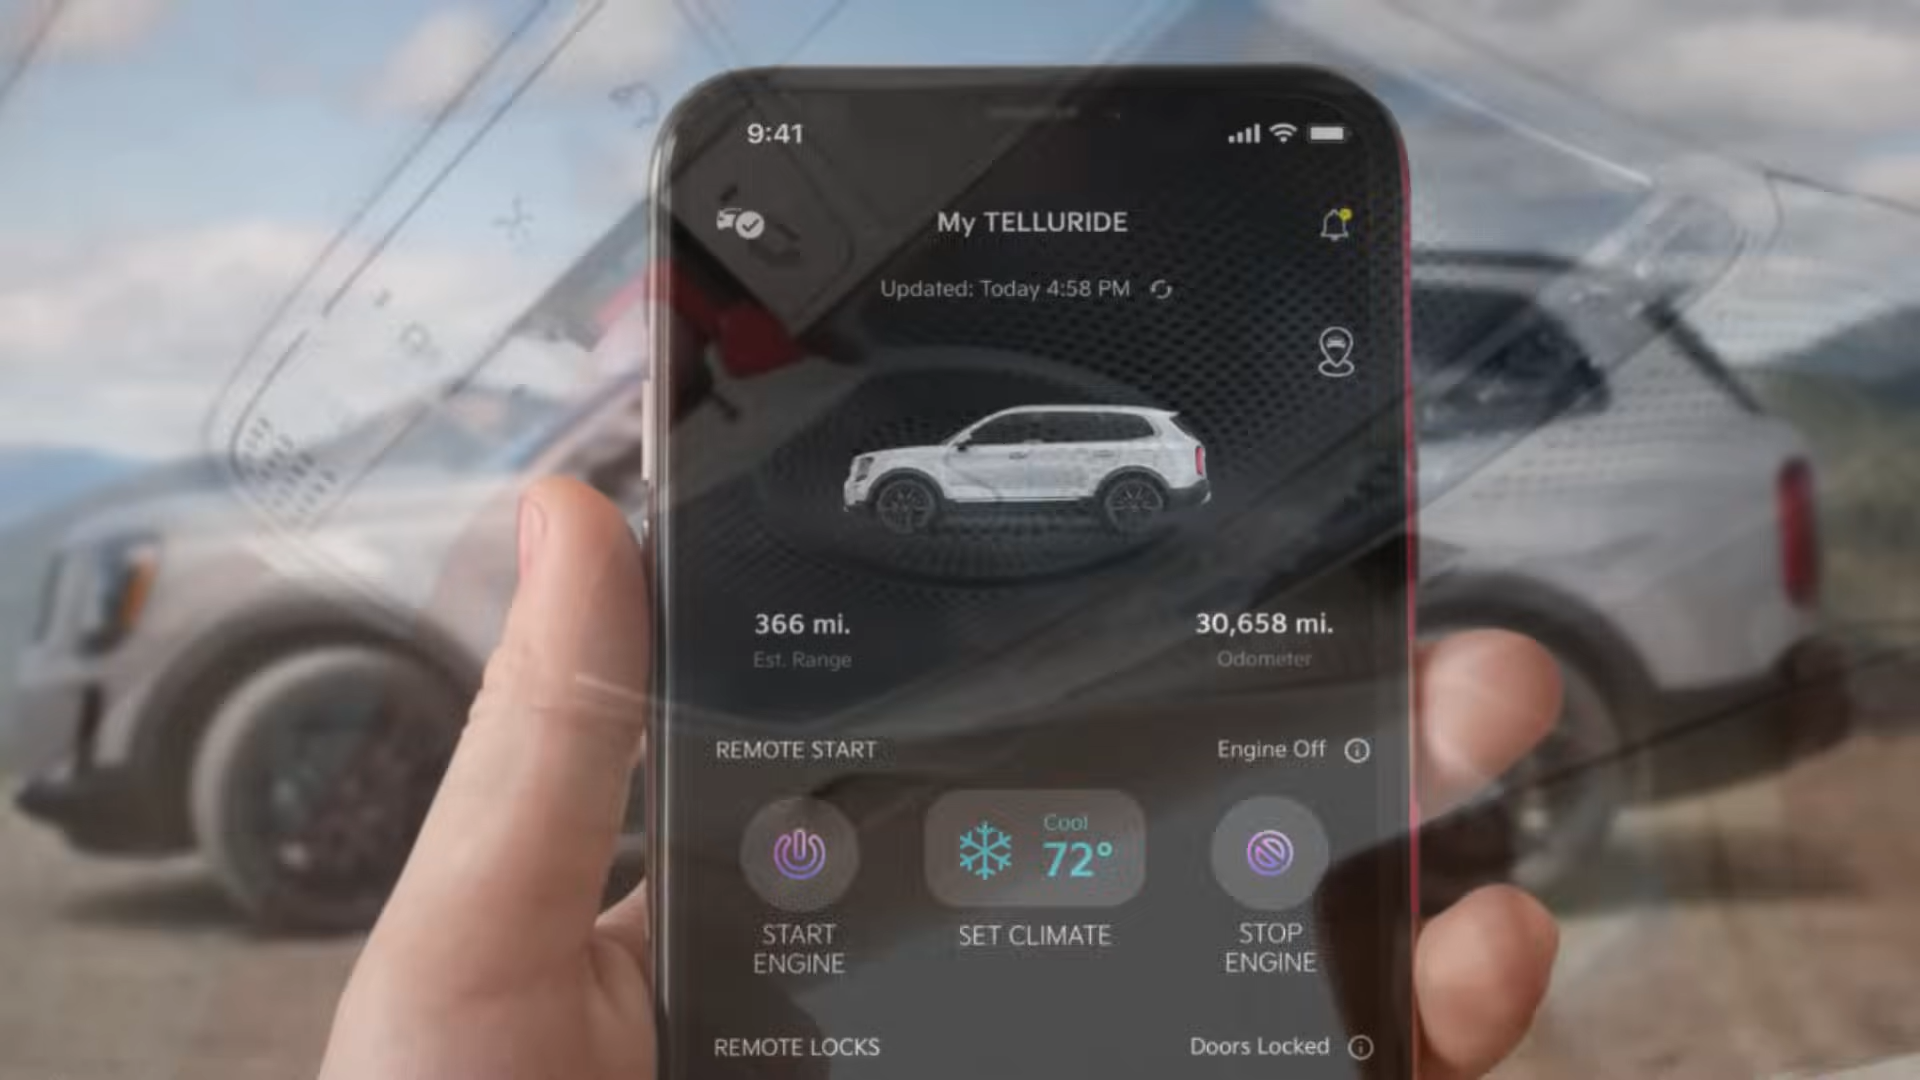 9:41
My TELLURIDE
Updated: Today 4:58 PM
366 mi.
30,658 mi.
Est. Range
Odometer
REMOTE START
Engine Off
Cool
72°
START
ENGINE
SET CLIMATE
STOP
ENGINE
REMOTE LOCKS
Doors Locked